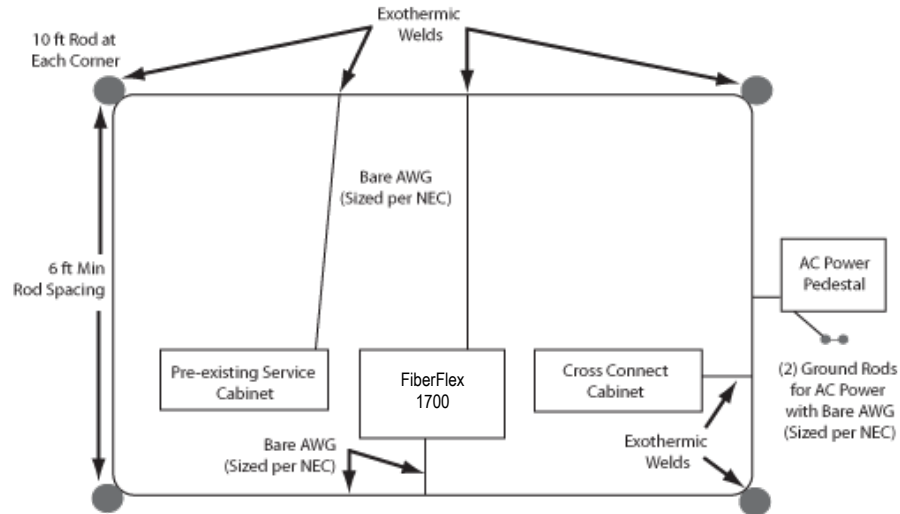 Exothermic
Welds
10 ft Rod at
Each Corner
Bare AWG
(Sized per NEC)
6 ft Min
Rod Spacing
AC Power
Pedestal
Pre-existing Service
Cabinet
FiberFlex
1700
Cross Connect
Cabinet
(2) Ground Rods
for AC Power
with Bare AWG
(Sized per NEC)
Bare AWG
(Sized per NEC)
Exothermic
Welds